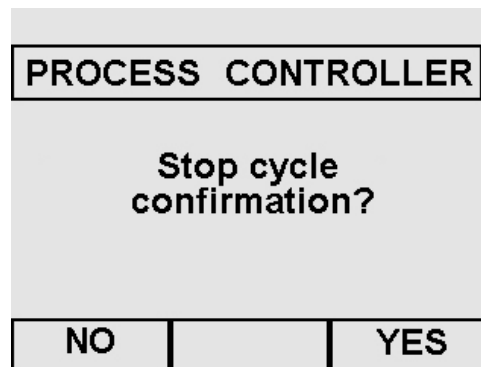 PROCESS CONTROLLER
Stop cycle
confirmation?
NO YES